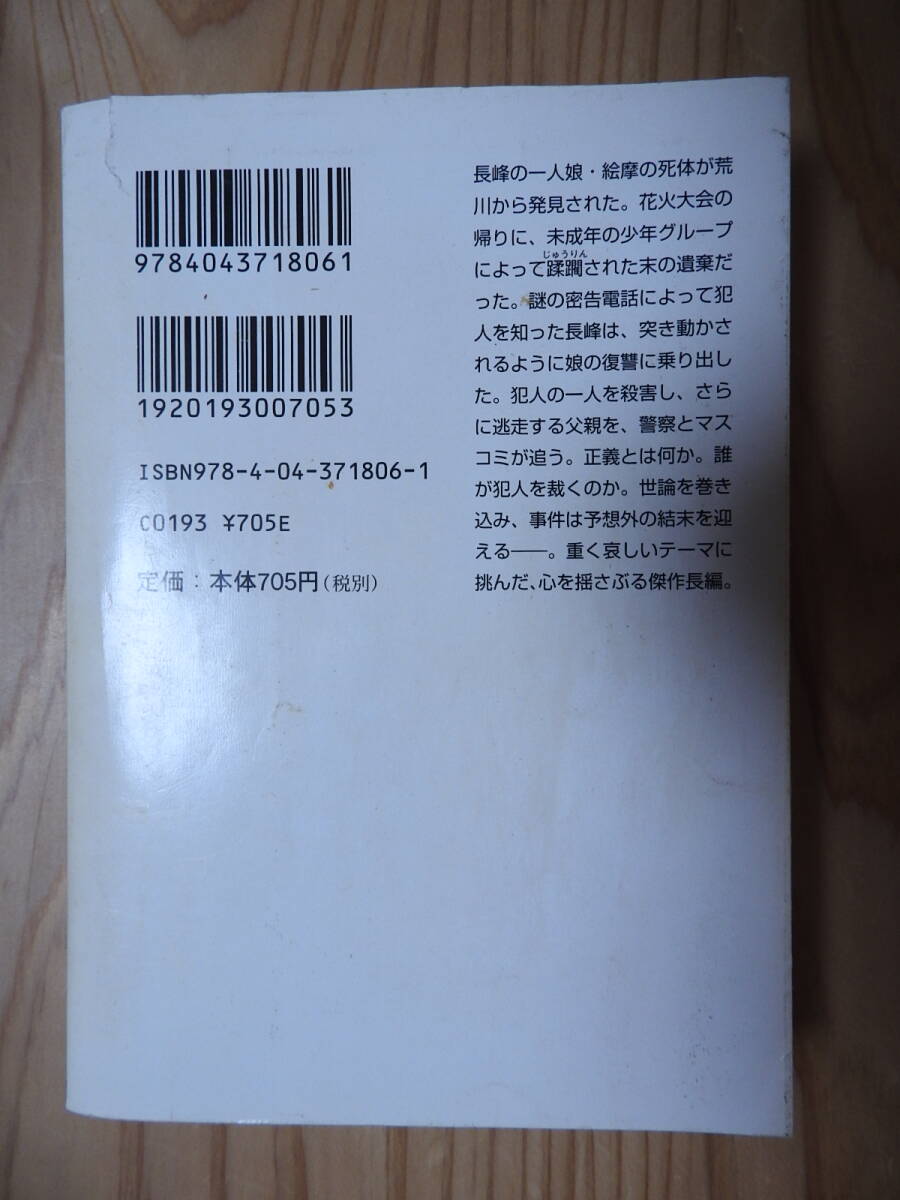 9784043718061
1920193007053
ISBN978-4-04-371806-1
C0193 ¥705E
定価：本体705円（税別）
長峰の一人娘・絵摩の死体が荒
川から発見された。花火大会の
帰りに、未成年の少年グループ
じゅうりん
によって蹂躙された末の遺棄だ
った。謎の密告電話によって犯
人を知った長峰は、突き動かさ
れるように娘の復讐に乗り出し
た。犯人の一人を殺害し、さら
に逃走する父親を、警察とマス
コミが追う。正義とは何か。誰
が犯人を裁くのか。世論を巻き
込み、事件は予想外の結末を迎
える――。重く哀しいテーマに
挑んだ、心を揺さぶる傑作長編。